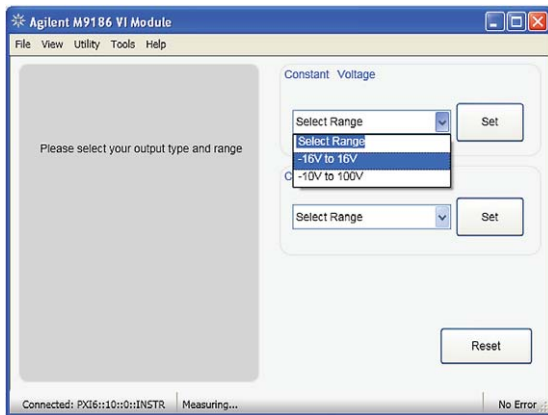 Agilent M9186 VI Module
File View Utility Tools Help
Please select your output type and range
Constant Voltage
Select Range
Set
Select Range
-16V to 16V
-10V to 100V
C
Select Range
Set
Reset
Connected: PXI6::10::0::INSTR
Measuring...
No Error